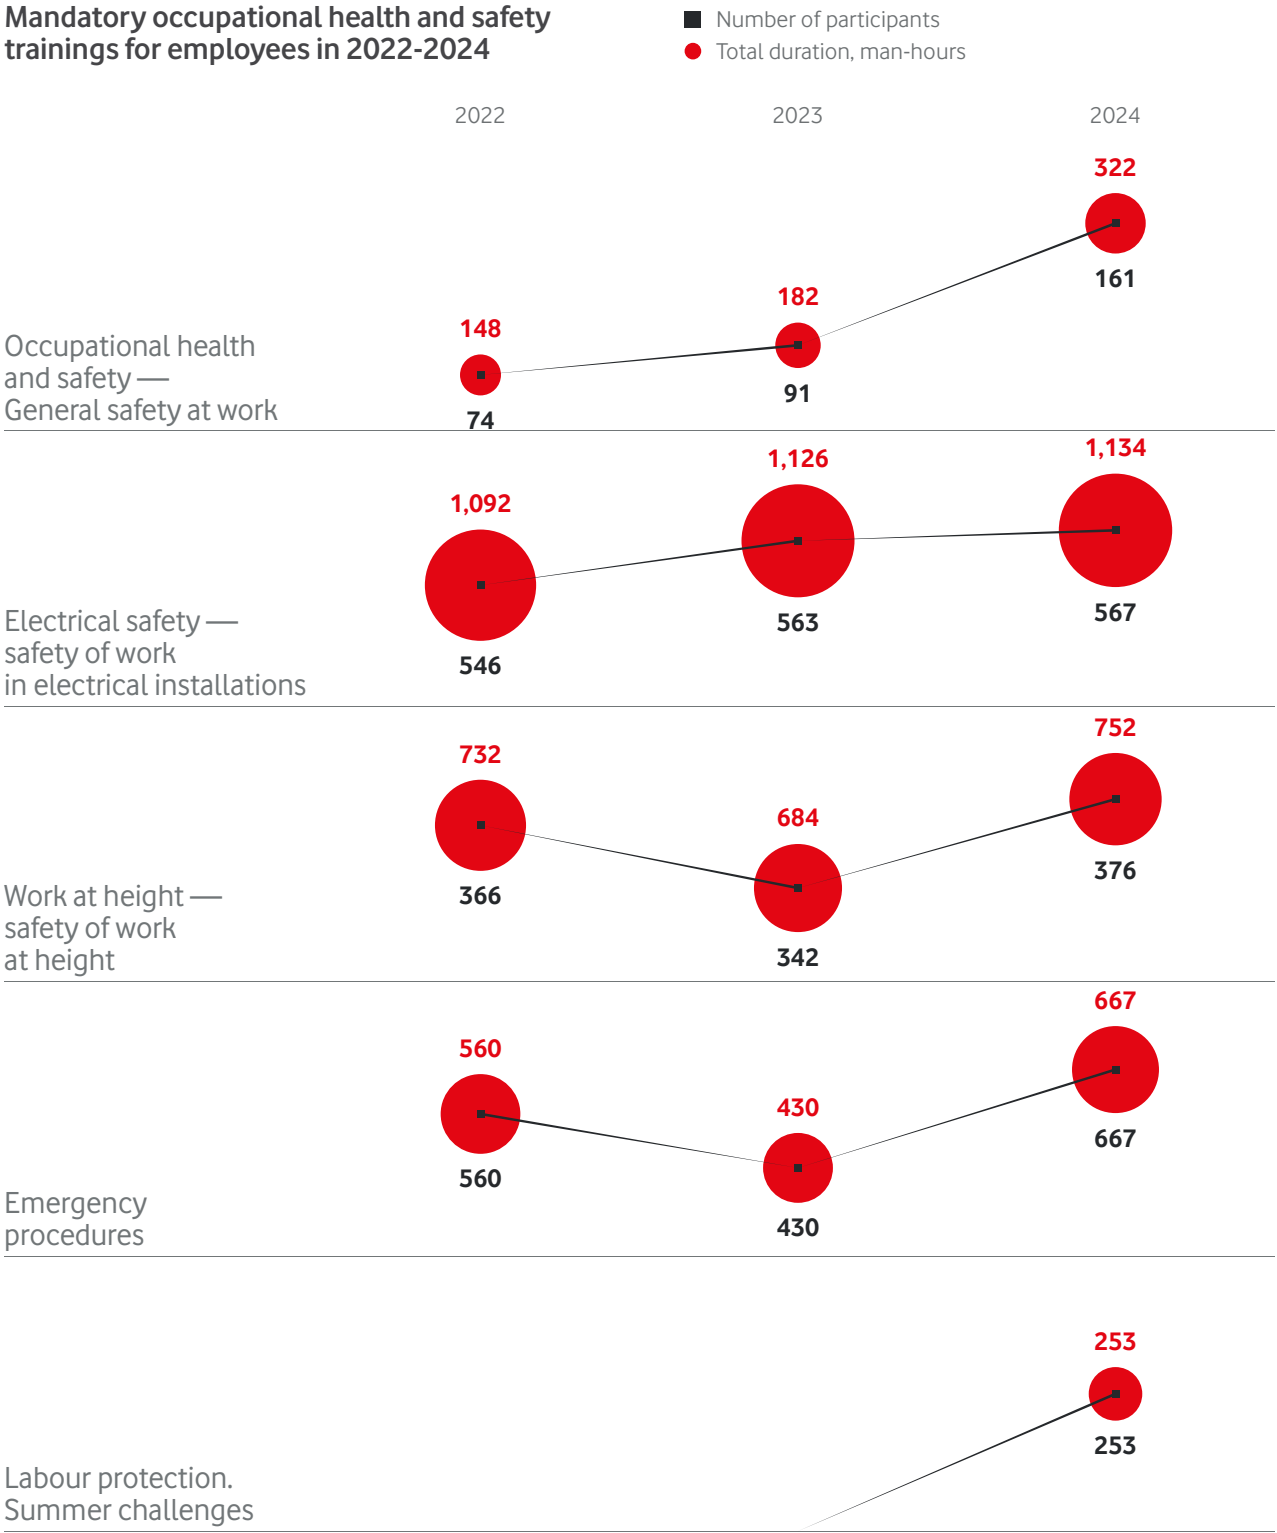 Mandatory occupational health and safety
trainings for employees in 2022-2024
Number of participants
Total duration, man-hours
2022 2023 2024
Occupational health
and safety —
General safety at work
148 182 322
74 91 161
Electrical safety —
safety of work
in electrical installations
1,092 1,126 1,134
546 563 567
Work at height —
safety of work
at height
732 684 752
366 342 376
Emergency
procedures
560 430 667
560 430 667
Labour protection.
Summer challenges
253
253